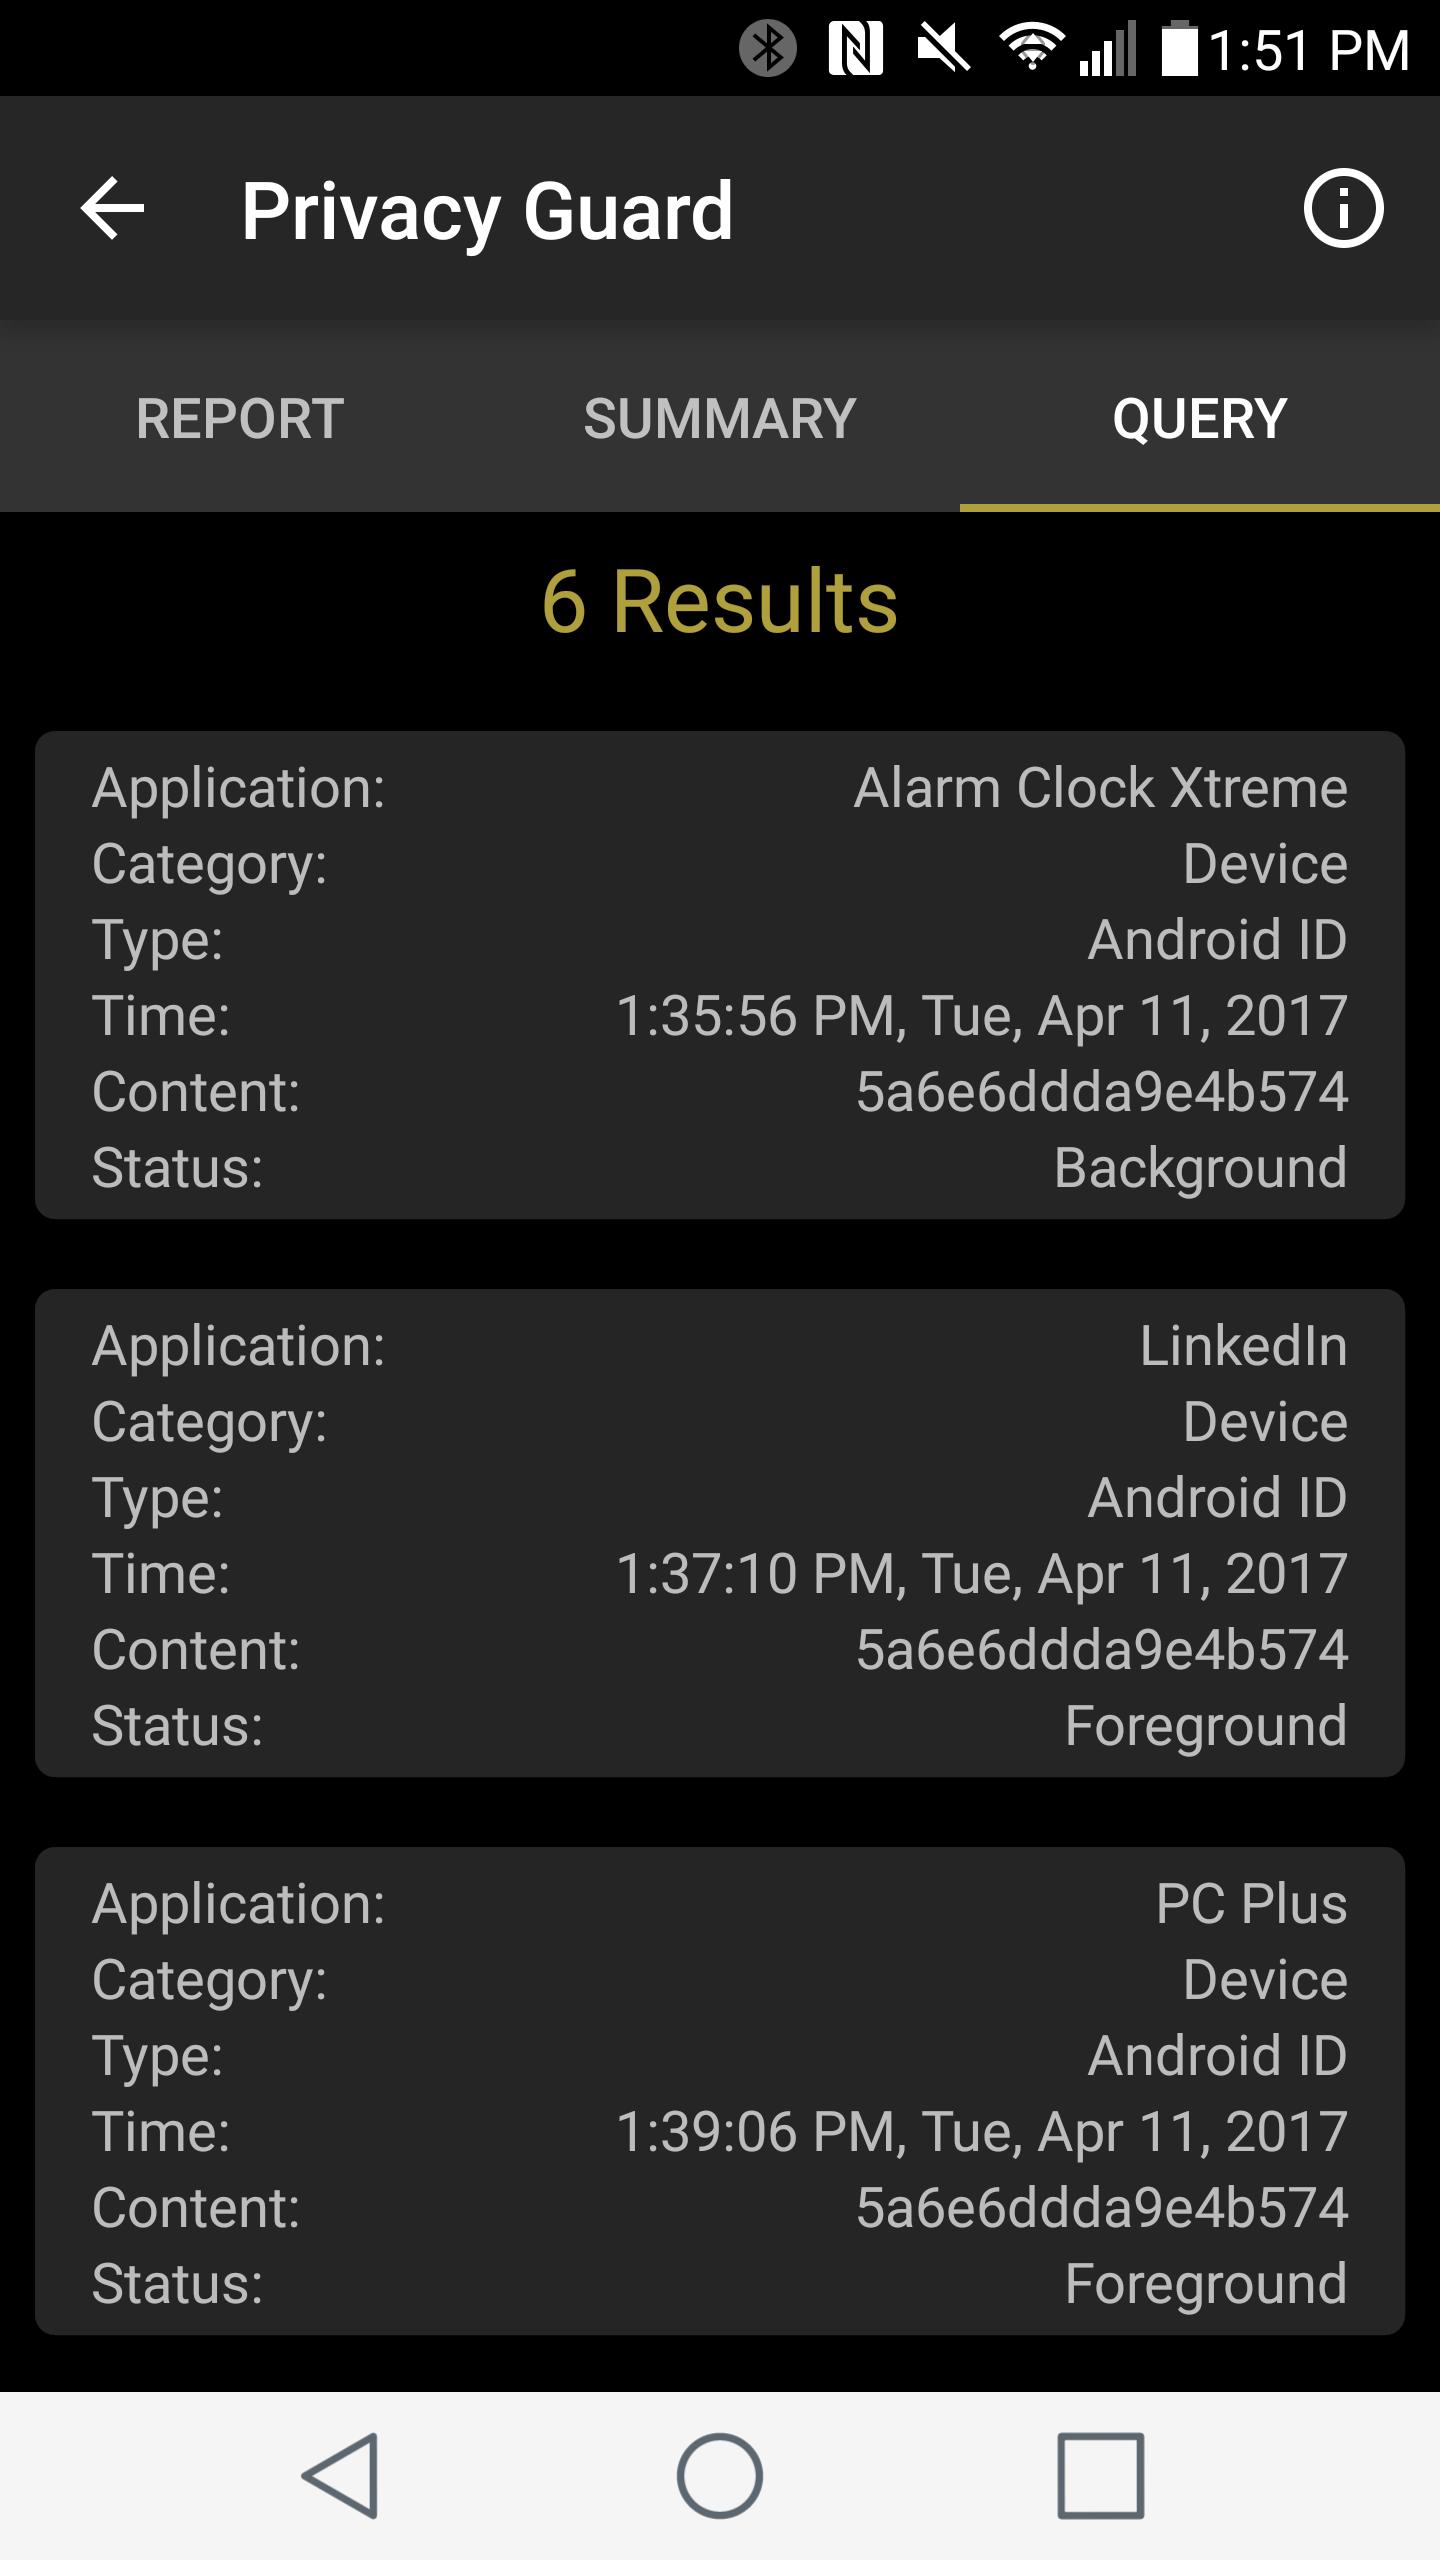 1:51 PM
Privacy Guard
REPORT SUMMARY QUERY
6 Results
Application: Alarm Clock Xtreme
Category: Device
Type: Android ID
Time: 1:35:56 PM, Tue, Apr 11, 2017
Content: 5a6e6ddda9e4b574
Status: Background
Application: LinkedIn
Category: Device
Type: Android ID
Time: 1:37:10 PM, Tue, Apr 11, 2017
Content: 5a6e6ddda9e4b574
Status: Foreground
Application: PC Plus
Category: Device
Type: Android ID
Time: 1:39:06 PM, Tue, Apr 11, 2017
Content: 5a6e6ddda9e4b574
Status: Foreground